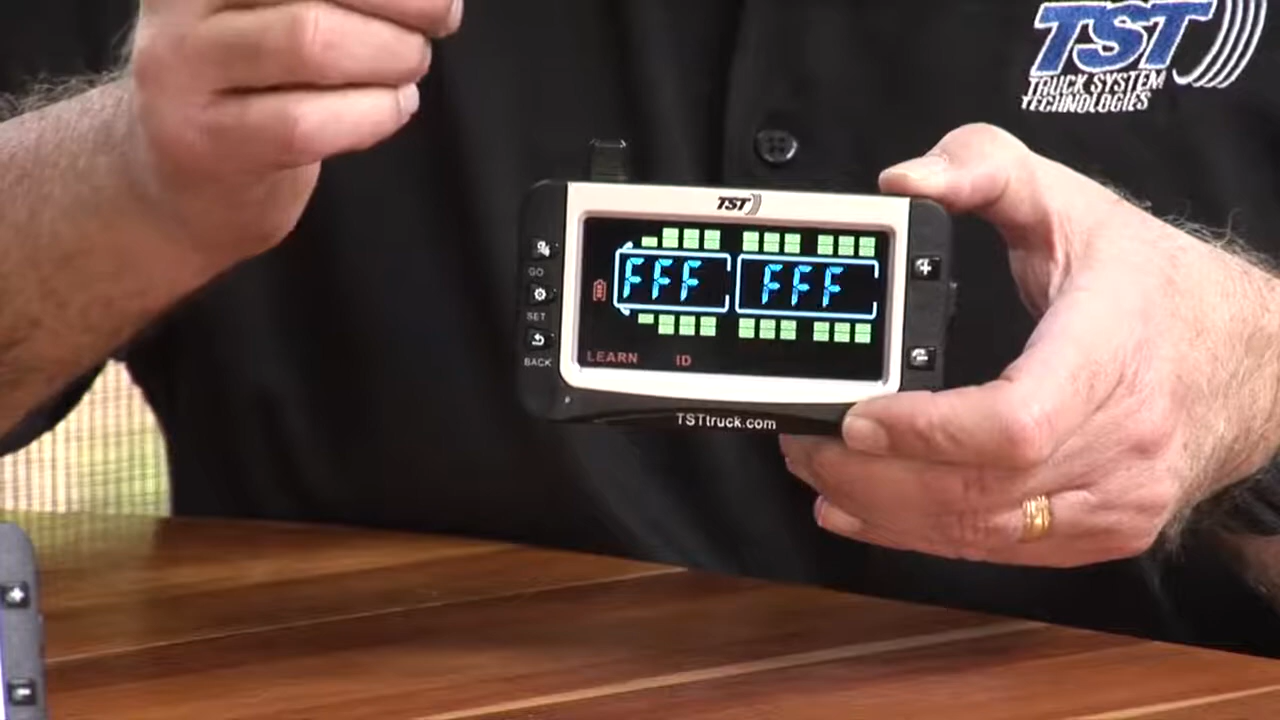 TST
TRUCK SYSTEM
TECHNOLOGIES
TST
GO
SET
BACK
FFF FFF
LEARN ID
TSTtruck.com